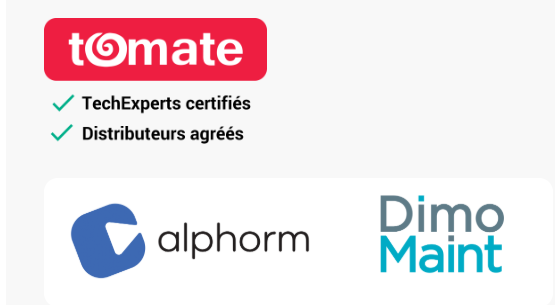 tomate
TechExperts certifiés
Distributeurs agréés
alphorm
Dimo
Maint